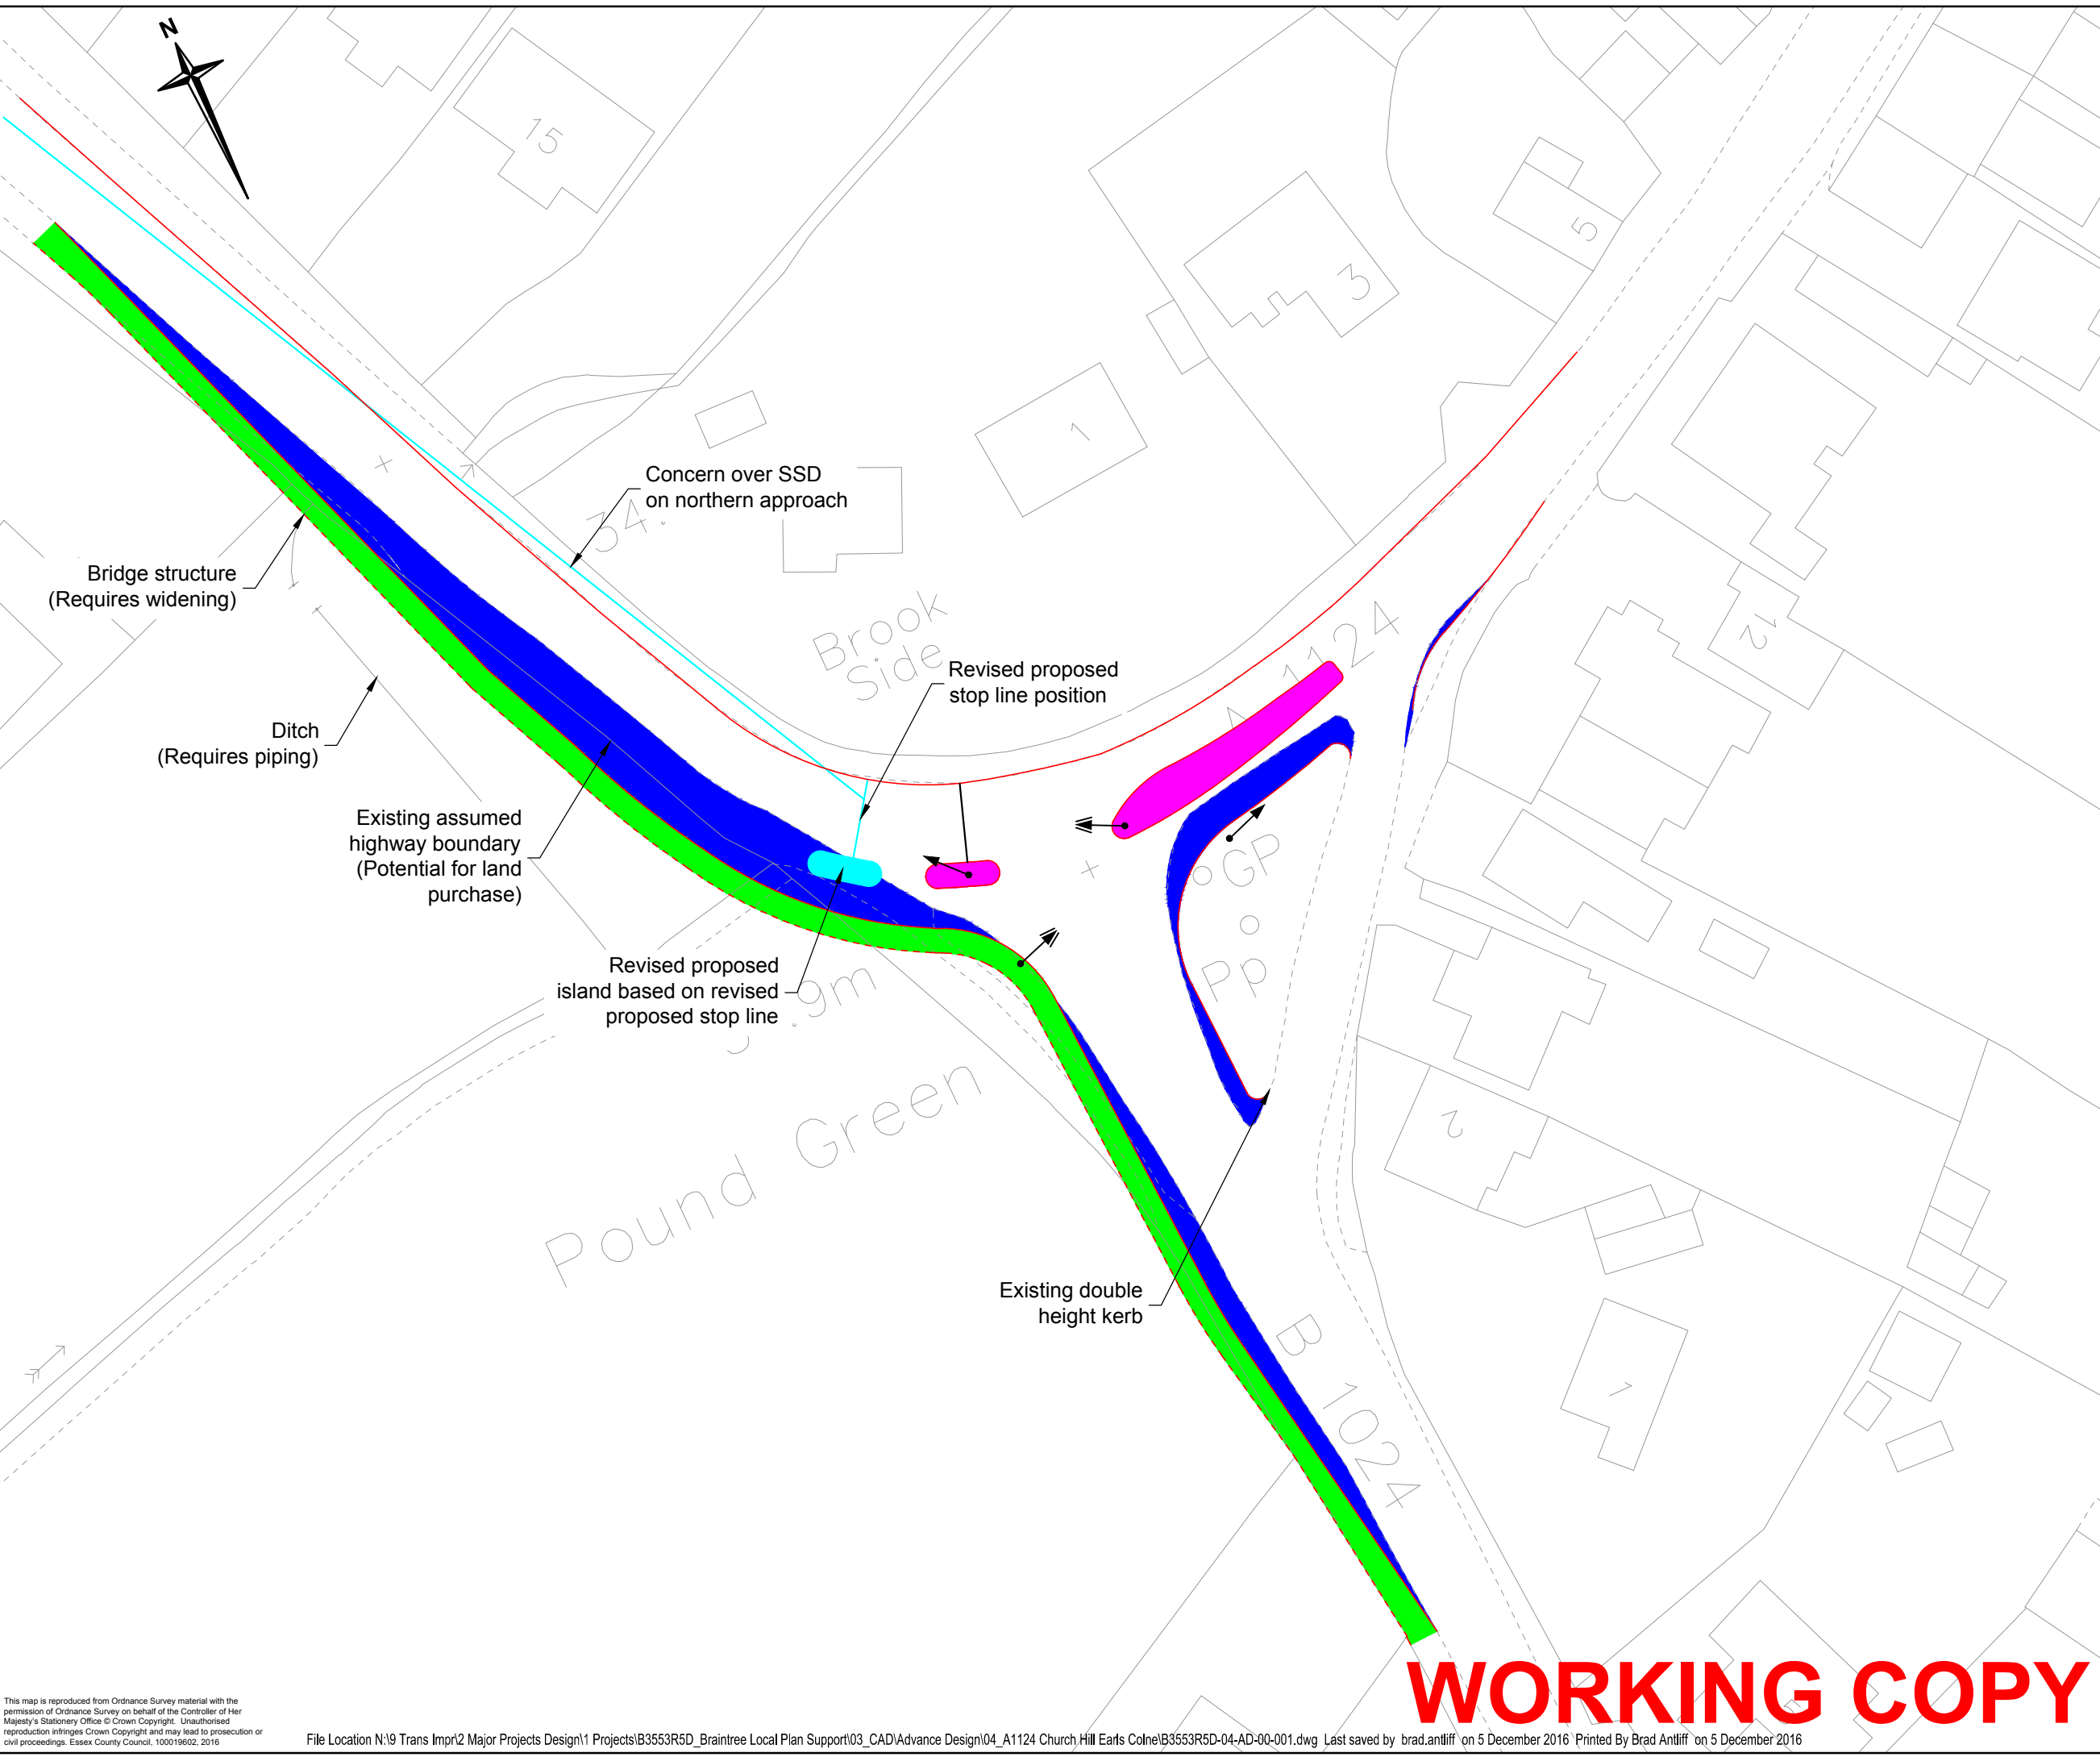 N
15
3
5
1
Concern over SSD
on northern approach
34
Bridge structure
(Requires widening)
Brook
Side
A 1124
12
Revised proposed
stop line position
Ditch
(Requires piping)
Existing assumed
highway boundary
(Potential for land
purchase)
GP
Pp
Revised proposed
island based on revised
proposed stop line
9m
Pound Green
2
Existing double
height kerb
B 1024
1
WORKING COPY
This map is reproduced from Ordnance Survey material with the
permission of Ordnance Survey on behalf of the Controller of Her
Majesty's Stationery Office © Crown Copyright. Unauthorised
reproduction infringes Crown Copyright and may lead to prosecution or
civil proceedings. Essex County Council, 100019602, 2016
File Location N:\9 Trans Impr\2 Major Projects Design\1 Projects\B3553R5D_Braintree Local Plan Support\03_CAD\Advance Design\04_A1124 Church Hill Earls Colne\B3553R5D-04-AD-00-001.dwg Last saved by brad.antliff on 5 December 2016 Printed By Brad Antliff on 5 December 2016